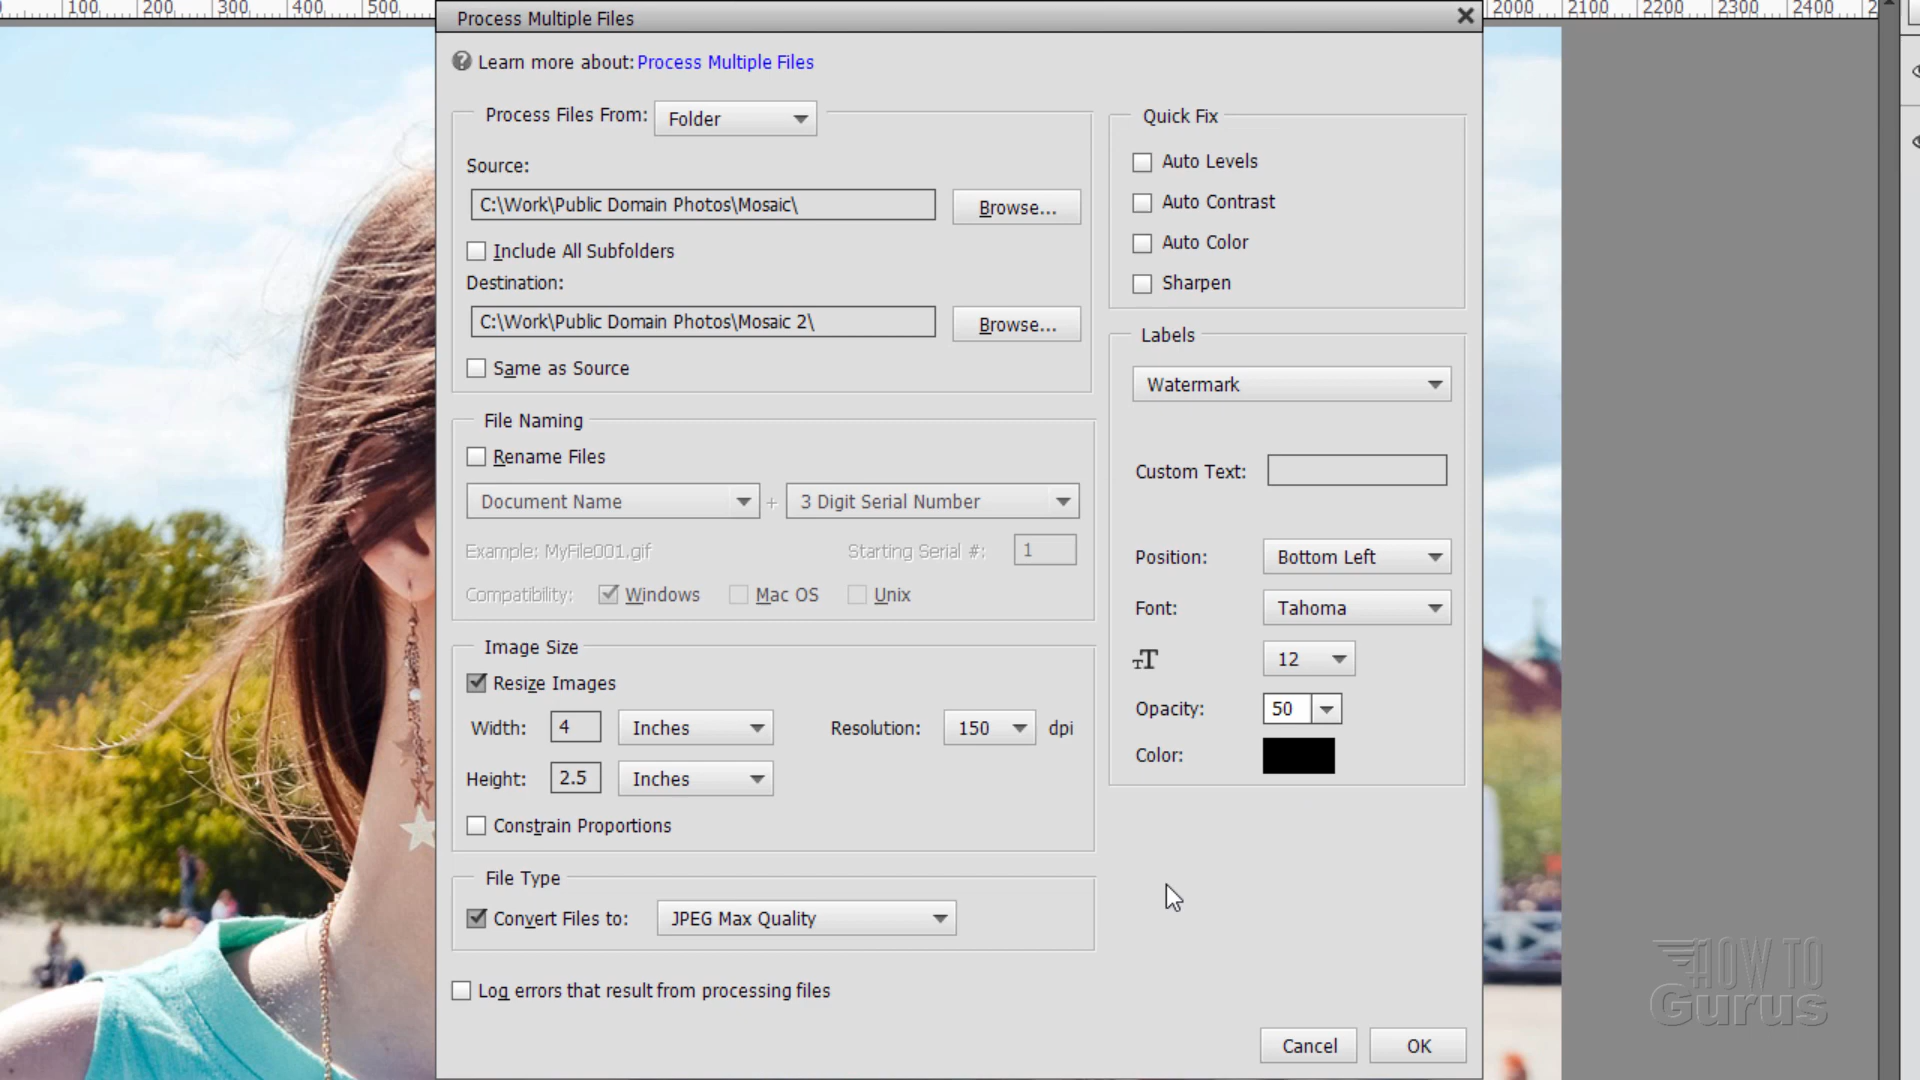 100 200 300 400 500
2000 2100 2200 2300 2400
Process Multiple Files
Learn more about: Process Multiple Files
Process Files From: Folder
Source:
C:\Work\Public Domain Photos\Mosaic\ Browse...
Include All Subfolders
Destination:
C:\Work\Public Domain Photos\Mosaic 2\ Browse...
Same as Source
File Naming
Rename Files
Document Name + 3 Digit Serial Number
Example: MyFile001.gif Starting Serial #: 1
Compatibility: Windows Mac OS Unix
Image Size
Resize Images
Width: 4 Inches Resolution: 150 dpi
Height: 2.5 Inches
Constrain Proportions
File Type
Convert Files to: JPEG Max Quality
Log errors that result from processing files
Quick Fix
Auto Levels
Auto Contrast
Auto Color
Sharpen
Labels
Watermark
Custom Text:
Position: Bottom Left
Font: Tahoma
TT 12
Opacity: 50
Color:
Cancel OK
HOW TO
Gurus